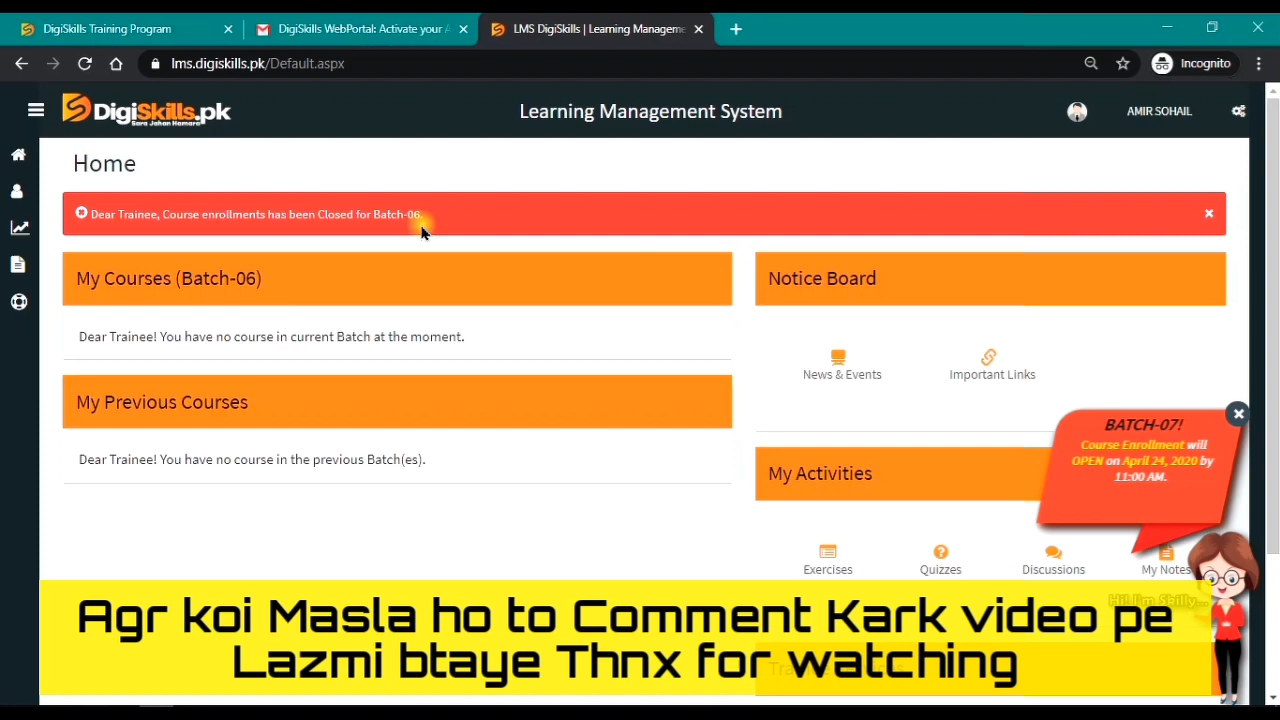 DigiSkills Training Program
DigiSkills WebPortal: Activate your A
LMS DigiSkills | Learning Manageme
lms.digiskills.pk/Default.aspx
Incognito
DigiSkills.pk
Sara Jahan Hamara
Learning Management System
AMIR SOHAIL
Home
Dear Trainee, Course enrollments has been Closed for Batch-06.
My Courses (Batch-06)
Dear Trainee! You have no course in current Batch at the moment.
My Previous Courses
Dear Trainee! You have no course in the previous Batch(es).
Notice Board
News & Events
Important Links
BATCH-07!
Course Enrollment will
OPEN on April 24, 2020 by
11:00 AM.
My Activities
Exercises
Quizzes
Discussions
My Notes
Hi! I'm Skilly...
Agr koi Masla ho to Comment Kark video pe
Lazmi btaye Thnx for watching